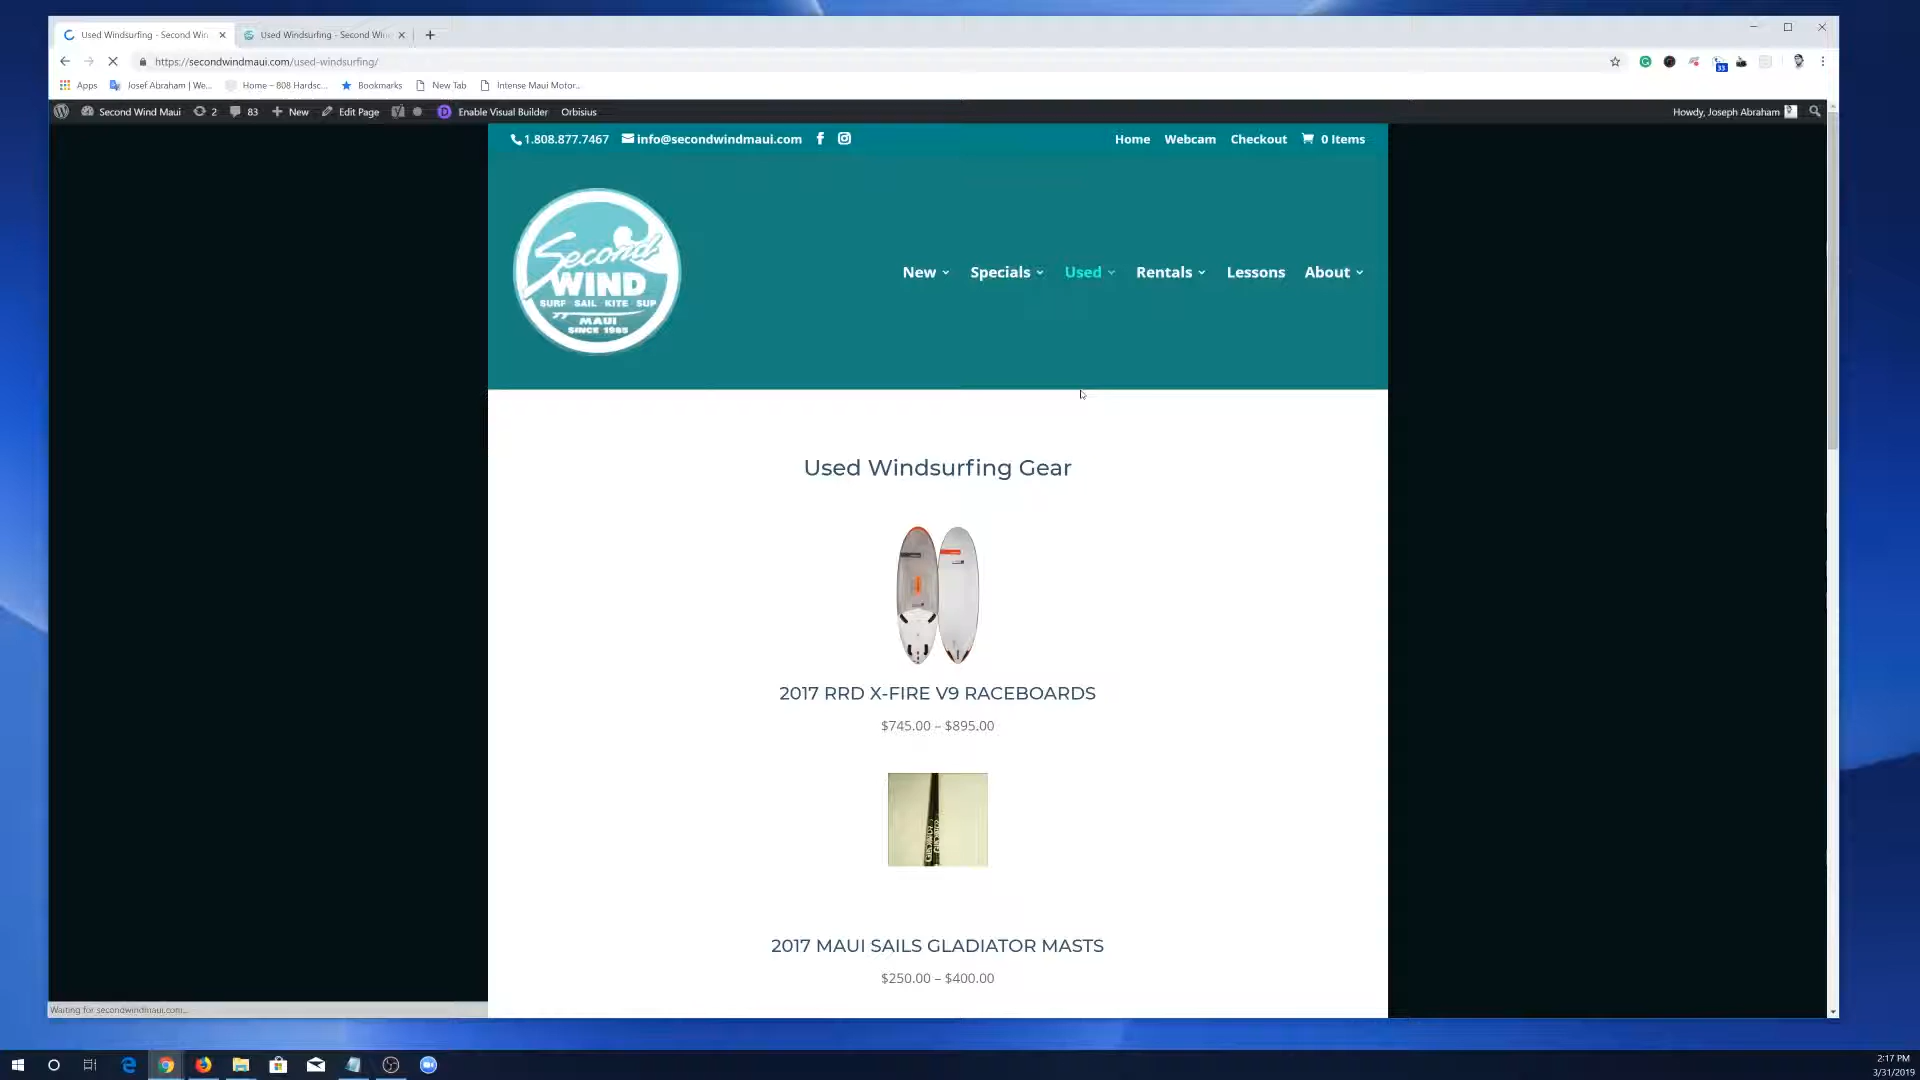 Used Windsurfing - Second Win
Used Windsurfing - Second Win
https://secondwindmaui.com/used-windsurfing/
Apps
Josef Abraham | We...
Home – 808 Hardsc...
Bookmarks
New Tab
Intense Maui Motor...
Second Wind Maui
2
83
New
Edit Page
Enable Visual Builder
Orbisius
Howdy, Joseph Abraham
1.808.877.7467
info@secondwindmaui.com
Home
Webcam
Checkout
0 Items
Second
WIND
SURF SAIL KITE SUP
MAUI
SINCE 1985
New
Specials
Used
Rentals
Lessons
About
Used Windsurfing Gear
2017 RRD X-FIRE V9 RACEBOARDS
$745.00 – $895.00
2017 MAUI SAILS GLADIATOR MASTS
$250.00 – $400.00
Waiting for secondwindmaui.com...
2:17 PM
3/31/2019